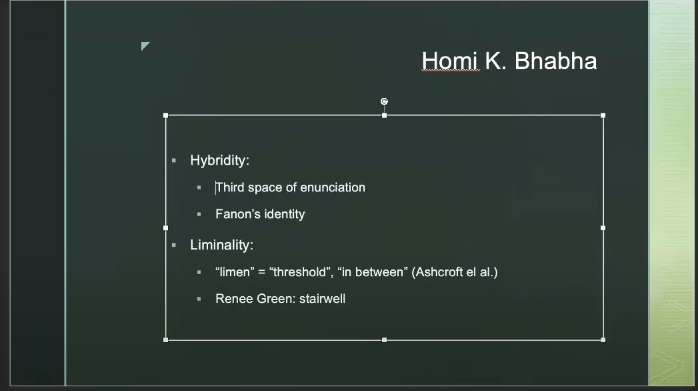 Homi K. Bhabha
Hybridity:
Third space of enunciation
Fanon's identity
Liminality:
“limen” = “threshold”, “in between” (Ashcroft el al.)
Renee Green: stairwell